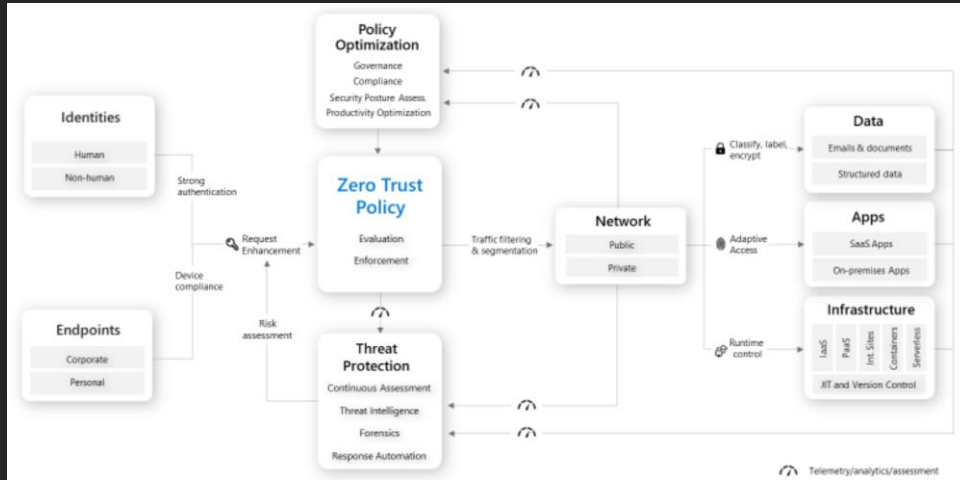 Policy
Optimization
Governance
Compliance
Security Posture Assess.
Productivity Optimization
Identities
Human
Non-human
Strong
authentication
Zero Trust
Policy
Evaluation
Enforcement
Request
Enhancement
Device
compliance
Risk
assessment
Endpoints
Corporate
Personal
Threat
Protection
Continuous Assessment
Threat Intelligence
Forensics
Response Automation
Traffic filtering
& segmentation
Network
Public
Private
Classify, label,
encrypt
Adaptive
Access
Runtime
control
Data
Emails & documents
Structured data
Apps
SaaS Apps
On-premises Apps
Infrastructure
IaaS
PaaS
Int. Sites
Containers
Serverless
JIT and Version Control
Telemetry/analytics/assessment